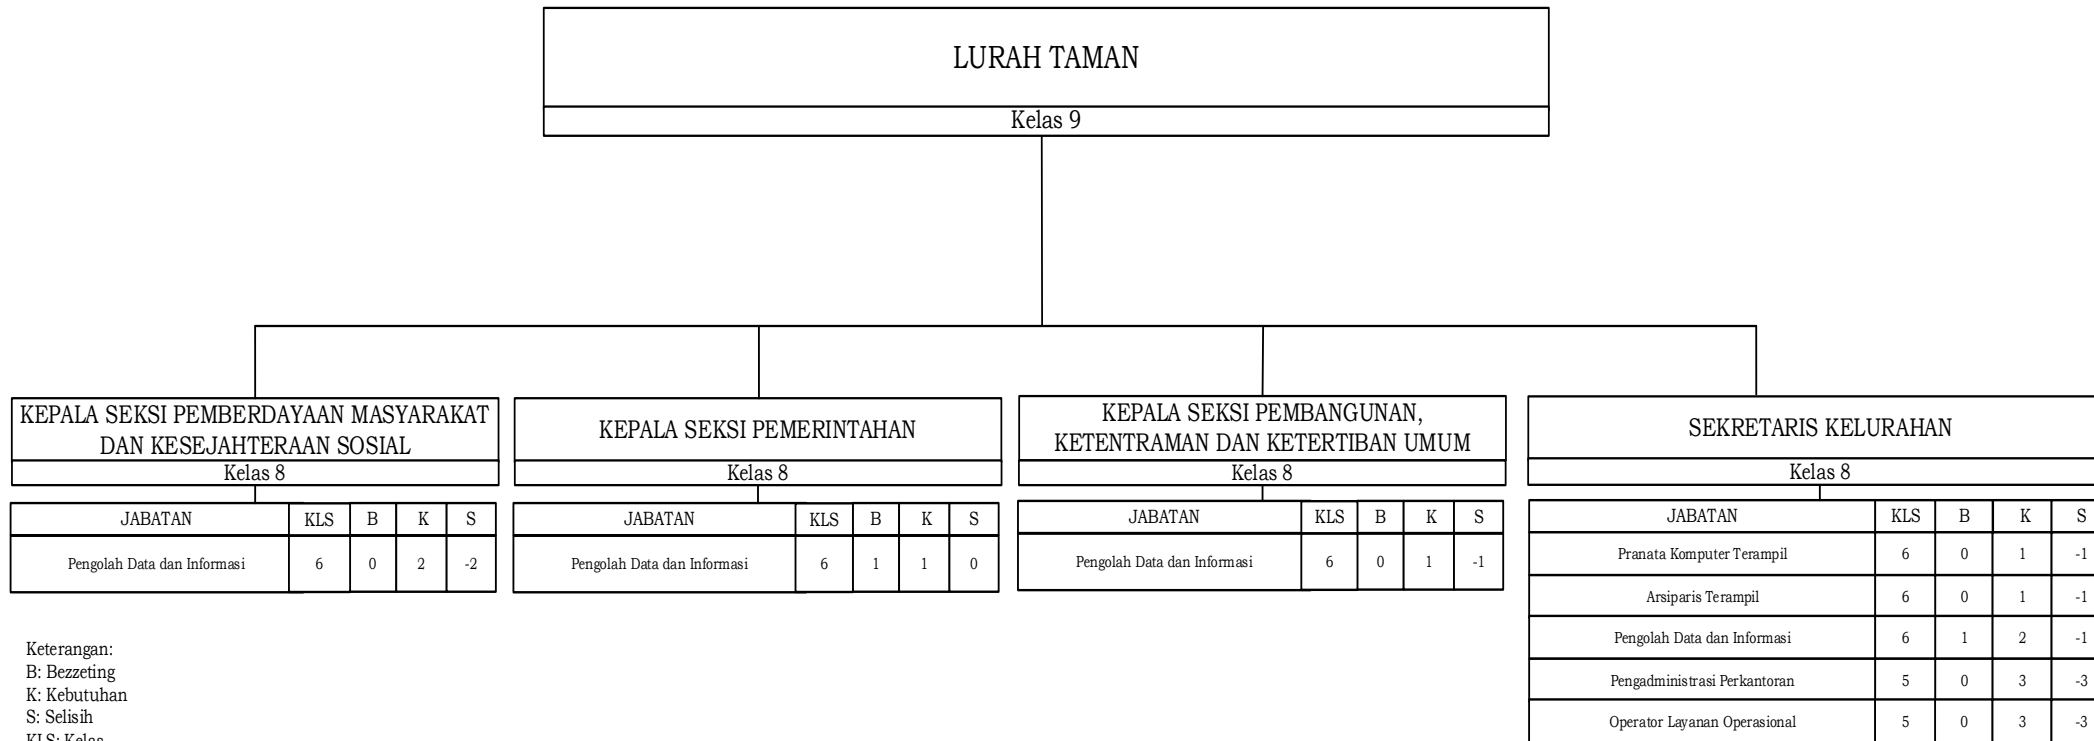 LURAH TAMAN
Kelas 9
KEPALA SEKSI PEMBERDAYAAN MASYARAKAT
DAN KESEJAHTERAAN SOSIAL
Kelas 8
JABATAN KLS B K S
Pengolah Data dan Informasi 6 0 2 -2
KEPALA SEKSI PEMERINTAHAN
Kelas 8
JABATAN KLS B K S
Pengolah Data dan Informasi 6 1 1 0
KEPALA SEKSI PEMBANGUNAN,
KETENTRAMAN DAN KETERTIBAN UMUM
Kelas 8
JABATAN KLS B K S
Pengolah Data dan Informasi 6 0 1 -1
SEKRETARIS KELURAHAN
Kelas 8
JABATAN KLS B K S
Pranata Komputer Terampil 6 0 1 -1
Arsiparis Terampil 6 0 1 -1
Pengolah Data dan Informasi 6 1 2 -1
Pengadministrasi Perkantoran 5 0 3 -3
Operator Layanan Operasional 5 0 3 -3
Keterangan:
B: Bezzeting
K: Kebutuhan
S: Selisih
KLS: Kelas